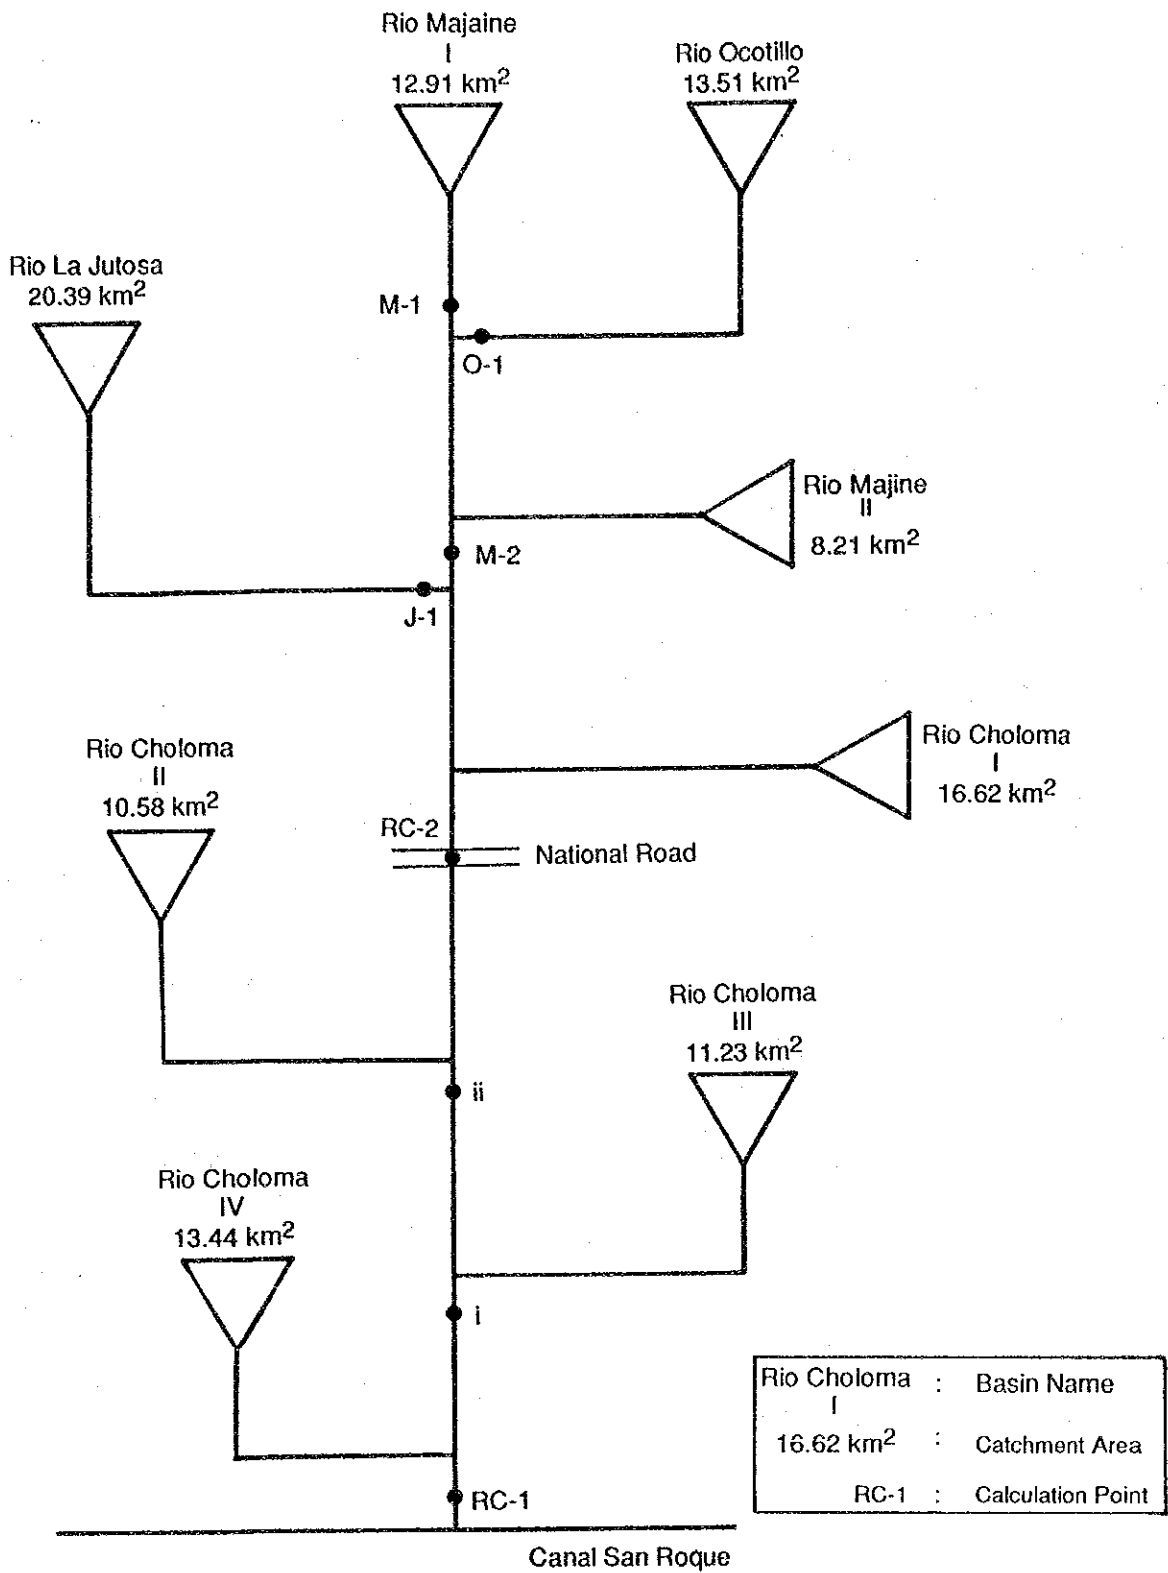 Rio Majaine
I
12.91 km²
Rio Ocotillo
13.51 km²
Rio La Jutosa
20.39 km²
M-1
O-1
Rio Majine
II
8.21 km²
M-2
J-1
Rio Choloma
I
16.62 km²
Rio Choloma
II
10.58 km²
RC-2
National Road
Rio Choloma
III
11.23 km²
ii
Rio Choloma
IV
13.44 km²
i
RC-1
Canal San Roque
Rio Choloma : Basin Name
I
16.62 km² : Catchment Area
RC-1 : Calculation Point